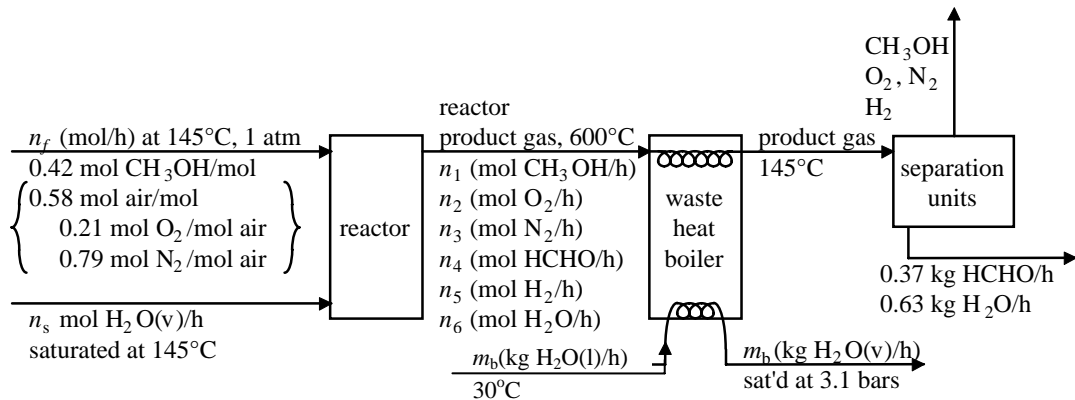 n_f (mol/h) at 145°C, 1 atm
0.42 mol CH₃OH/mol
0.58 mol air/mol
0.21 mol O₂/mol air
0.79 mol N₂/mol air
n_s mol H₂O(v)/h
saturated at 145°C
reactor
reactor
product gas, 600°C
n₁ (mol CH₃OH/h)
n₂ (mol O₂/h)
n₃ (mol N₂/h)
n₄ (mol HCHO/h)
n₅ (mol H₂/h)
n₆ (mol H₂O/h)
waste
heat
boiler
m_b(kg H₂O(l)/h)
30°C
m_b(kg H₂O(v)/h)
sat'd at 3.1 bars
product gas
145°C
separation
units
CH₃OH
O₂, N₂
H₂
0.37 kg HCHO/h
0.63 kg H₂O/h